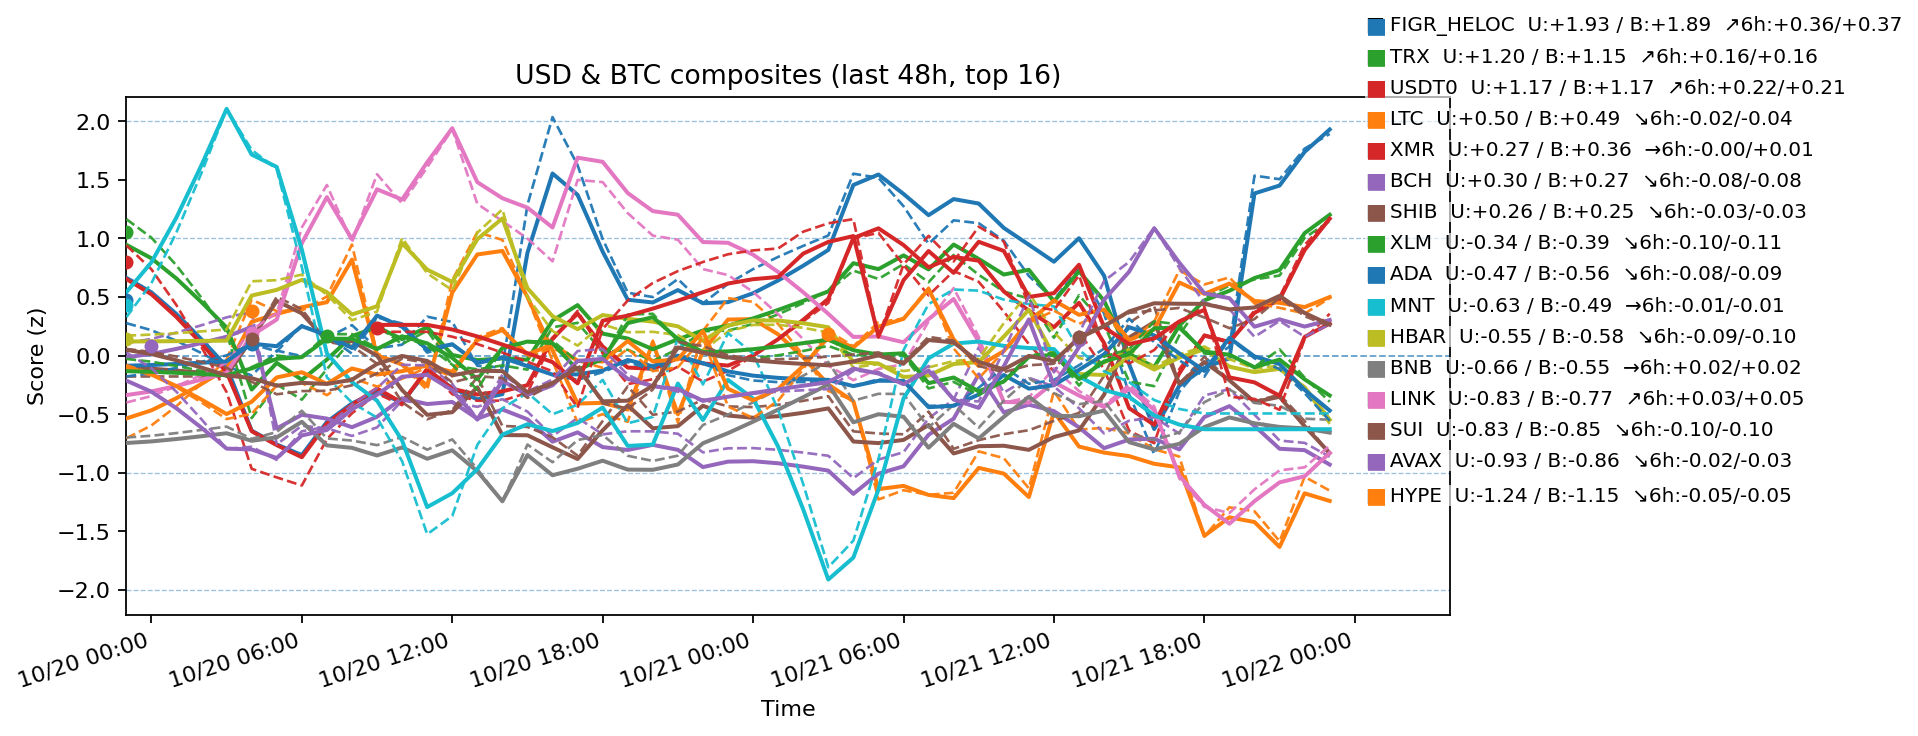 FIGR_HELOC U:+1.93 / B:+1.89 ↗6h:+0.36/+0.37
TRX U:+1.20 / B:+1.15 ↗6h:+0.16/+0.16
USDT0 U:+1.17 / B:+1.17 ↗6h:+0.22/+0.21
LTC U:+0.50 / B:+0.49 ↘6h:-0.02/-0.04
XMR U:+0.27 / B:+0.36 →6h:-0.00/+0.01
BCH U:+0.30 / B:+0.27 ↘6h:-0.08/-0.08
SHIB U:+0.26 / B:+0.25 ↘6h:-0.03/-0.03
XLM U:-0.34 / B:-0.39 ↘6h:-0.10/-0.11
ADA U:-0.47 / B:-0.56 ↘6h:-0.08/-0.09
MNT U:-0.63 / B:-0.49 →6h:-0.01/-0.01
HBAR U:-0.55 / B:-0.58 ↘6h:-0.09/-0.10
BNB U:-0.66 / B:-0.55 →6h:+0.02/+0.02
LINK U:-0.83 / B:-0.77 ↗6h:+0.03/+0.05
SUI U:-0.83 / B:-0.85 ↘6h:-0.10/-0.10
AVAX U:-0.93 / B:-0.86 ↘6h:-0.02/-0.03
HYPE U:-1.24 / B:-1.15 ↘6h:-0.05/-0.05
USD & BTC composites (last 48h, top 16)
Score (z)
2.0
1.5
1.0
0.5
0.0
−0.5
−1.0
−1.5
−2.0
10/20 00:00
10/20 06:00
10/20 12:00
10/20 18:00
10/21 00:00
10/21 06:00
10/21 12:00
10/21 18:00
10/22 00:00
Time